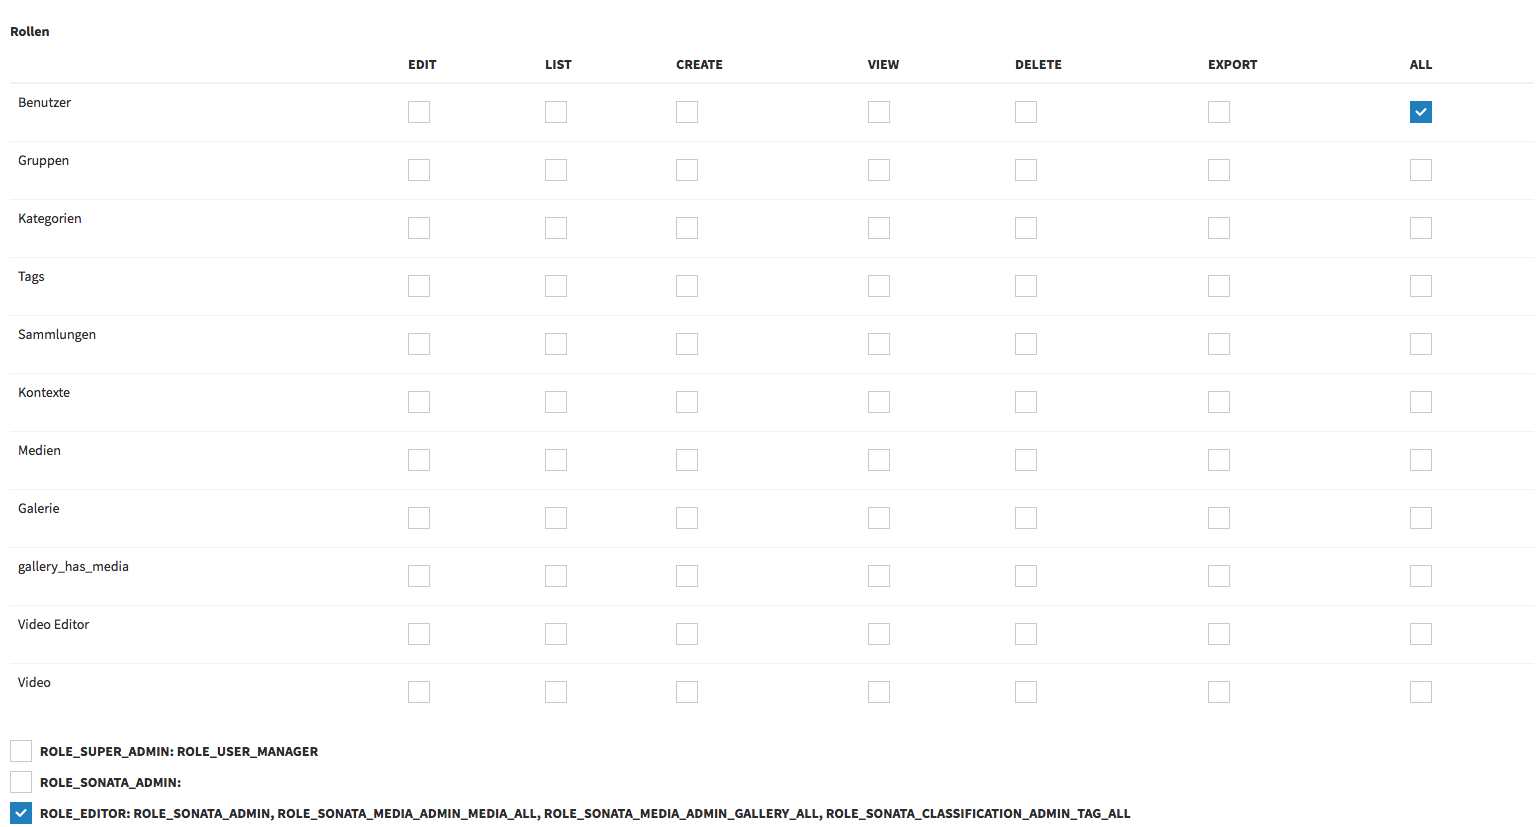 Rollen
EDIT LIST CREATE VIEW DELETE EXPORT ALL
Benutzer
Gruppen
Kategorien
Tags
Sammlungen
Kontexte
Medien
Galerie
gallery_has_media
Video Editor
Video
ROLE_SUPER_ADMIN: ROLE_USER_MANAGER
ROLE_SONATA_ADMIN:
ROLE_EDITOR: ROLE_SONATA_ADMIN, ROLE_SONATA_MEDIA_ADMIN_MEDIA_ALL, ROLE_SONATA_MEDIA_ADMIN_GALLERY_ALL, ROLE_SONATA_CLASSIFICATION_ADMIN_TAG_ALL